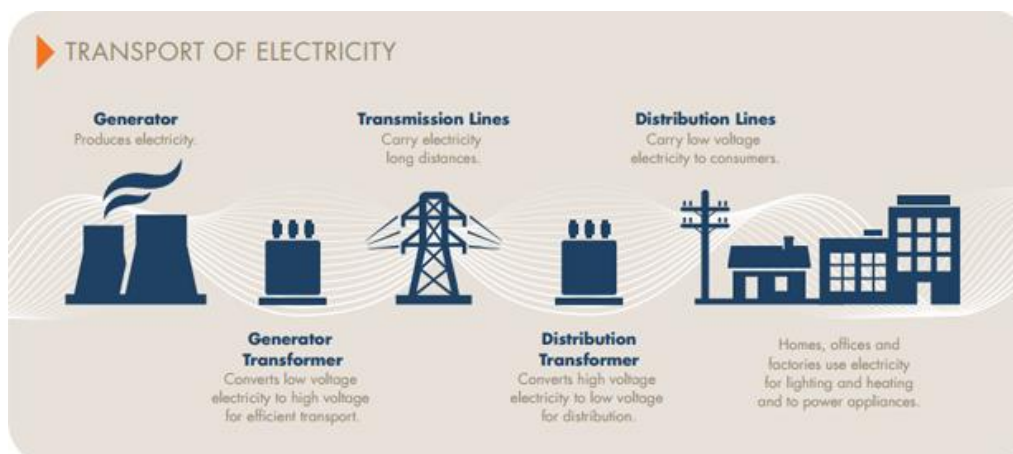 TRANSPORT OF ELECTRICITY
Generator
Produces electricity.
Transmission Lines
Carry electricity
long distances.
Distribution Lines
Carry low voltage
electricity to consumers.
Generator
Transformer
Converts low voltage
electricity to high voltage
for efficient transport.
Distribution
Transformer
Converts high voltage
electricity to low voltage
for distribution.
Homes, offices and
factories use electricity
for lighting and heating
and to power appliances.